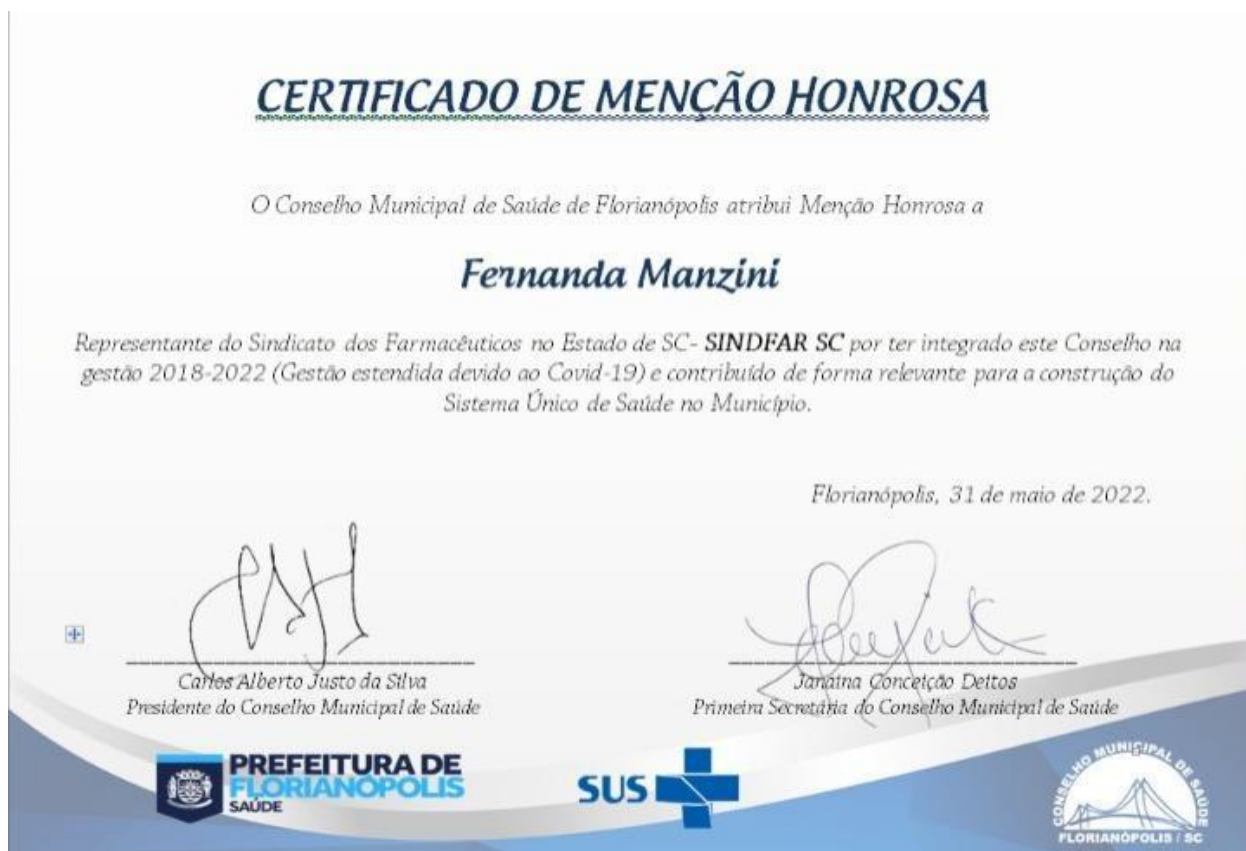 CERTIFICADO DE MENÇÃO HONROSA
O Conselho Municipal de Saúde de Florianópolis atribui Menção Honrosa a
Fernanda Manzini
Representante do Sindicato dos Farmacêuticos no Estado de SC- SINDFAR SC por ter integrado este Conselho na
gestão 2018-2022 (Gestão estendida devido ao Covid-19) e contribuído de forma relevante para a construção do
Sistema Único de Saúde no Município.
Florianópolis, 31 de maio de 2022.
Carlos Alberto Justo da Silva
Presidente do Conselho Municipal de Saúde
Janaína Conceição Deitos
Primeira Secretária do Conselho Municipal de Saúde
PREFEITURA DE
FLORIANÓPOLIS
SAÚDE
SUS
CONSELHO MUNICIPAL DE SAÚDE
FLORIANÓPOLIS / SC